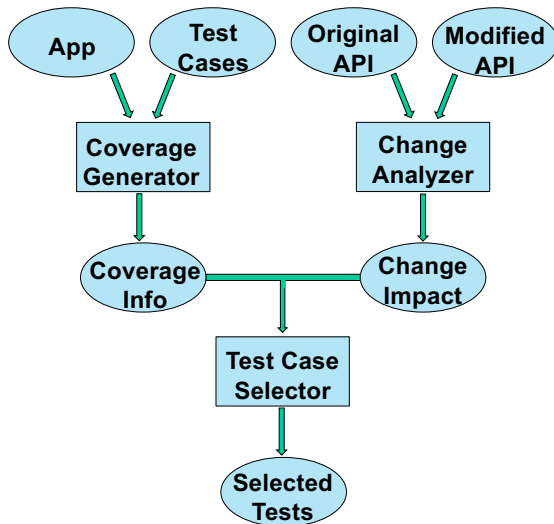 App
Test
Cases
Original
API
Modified
API
Coverage
Generator
Change
Analyzer
Coverage
Info
Change
Impact
Test Case
Selector
Selected
Tests